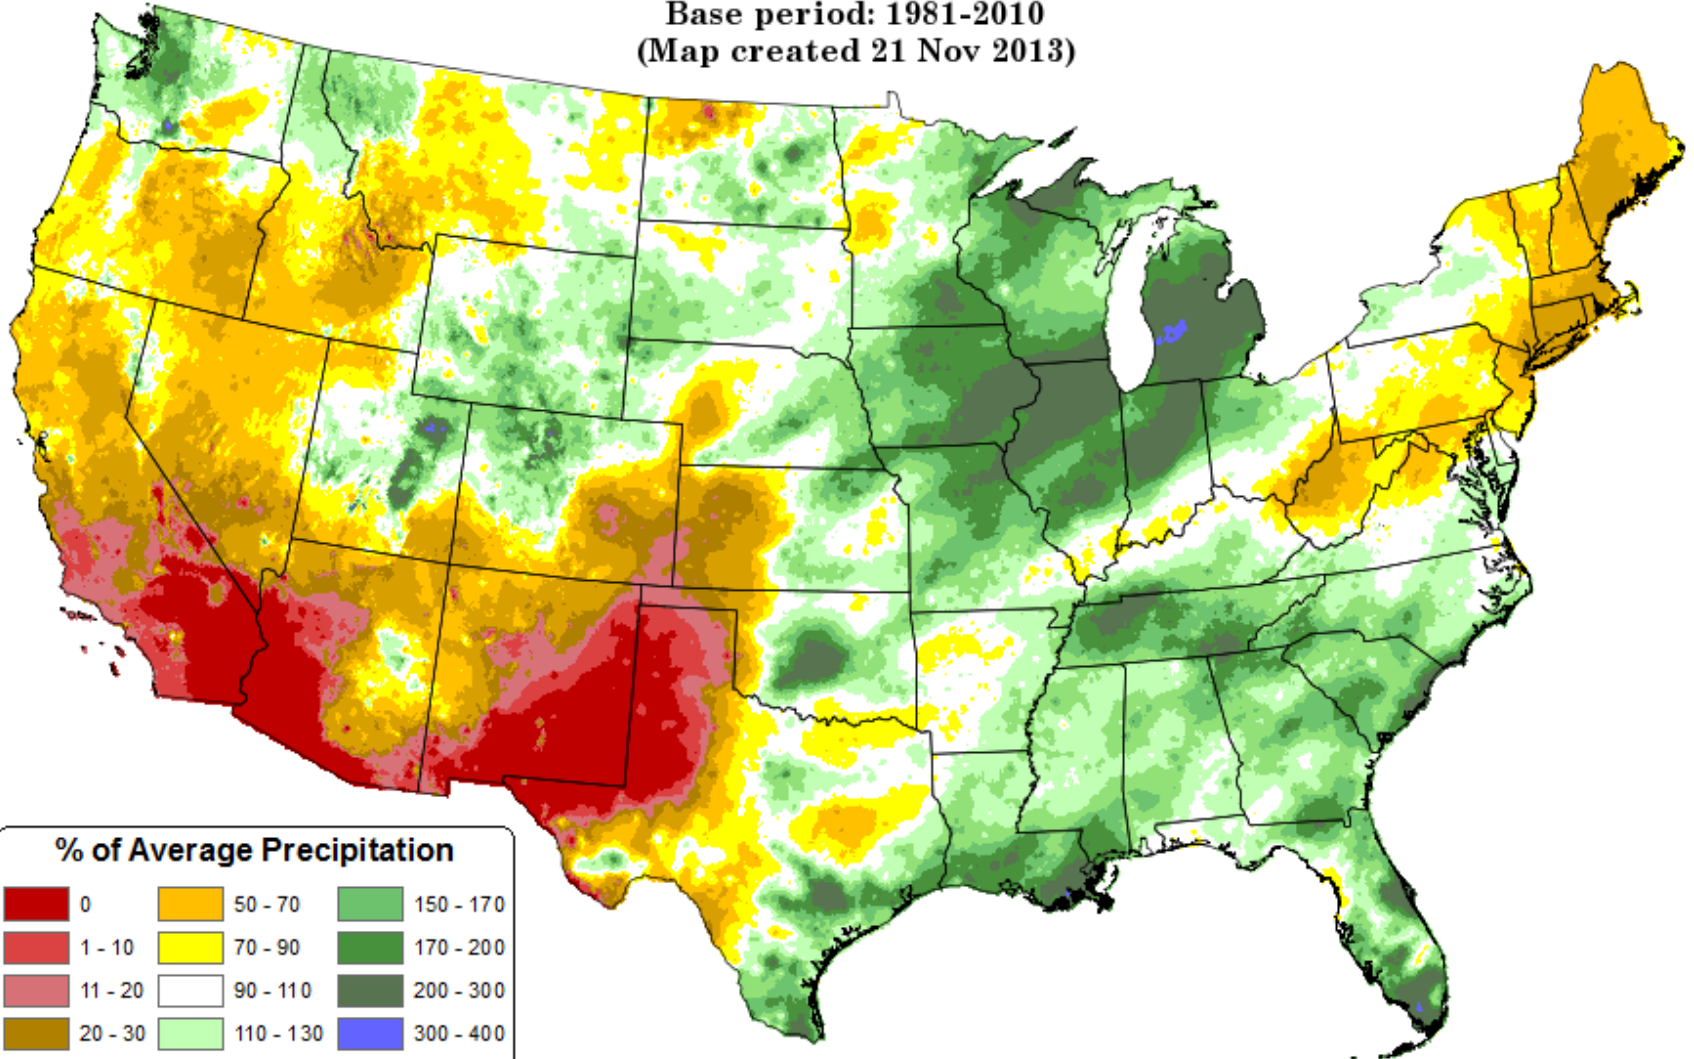 Base period: 1981-2010
(Map created 21 Nov 2013)
% of Average Precipitation
0 50 - 70 150 - 170
1 - 10 70 - 90 170 - 200
11 - 20 90 - 110 200 - 300
20 - 30 110 - 130 300 - 400